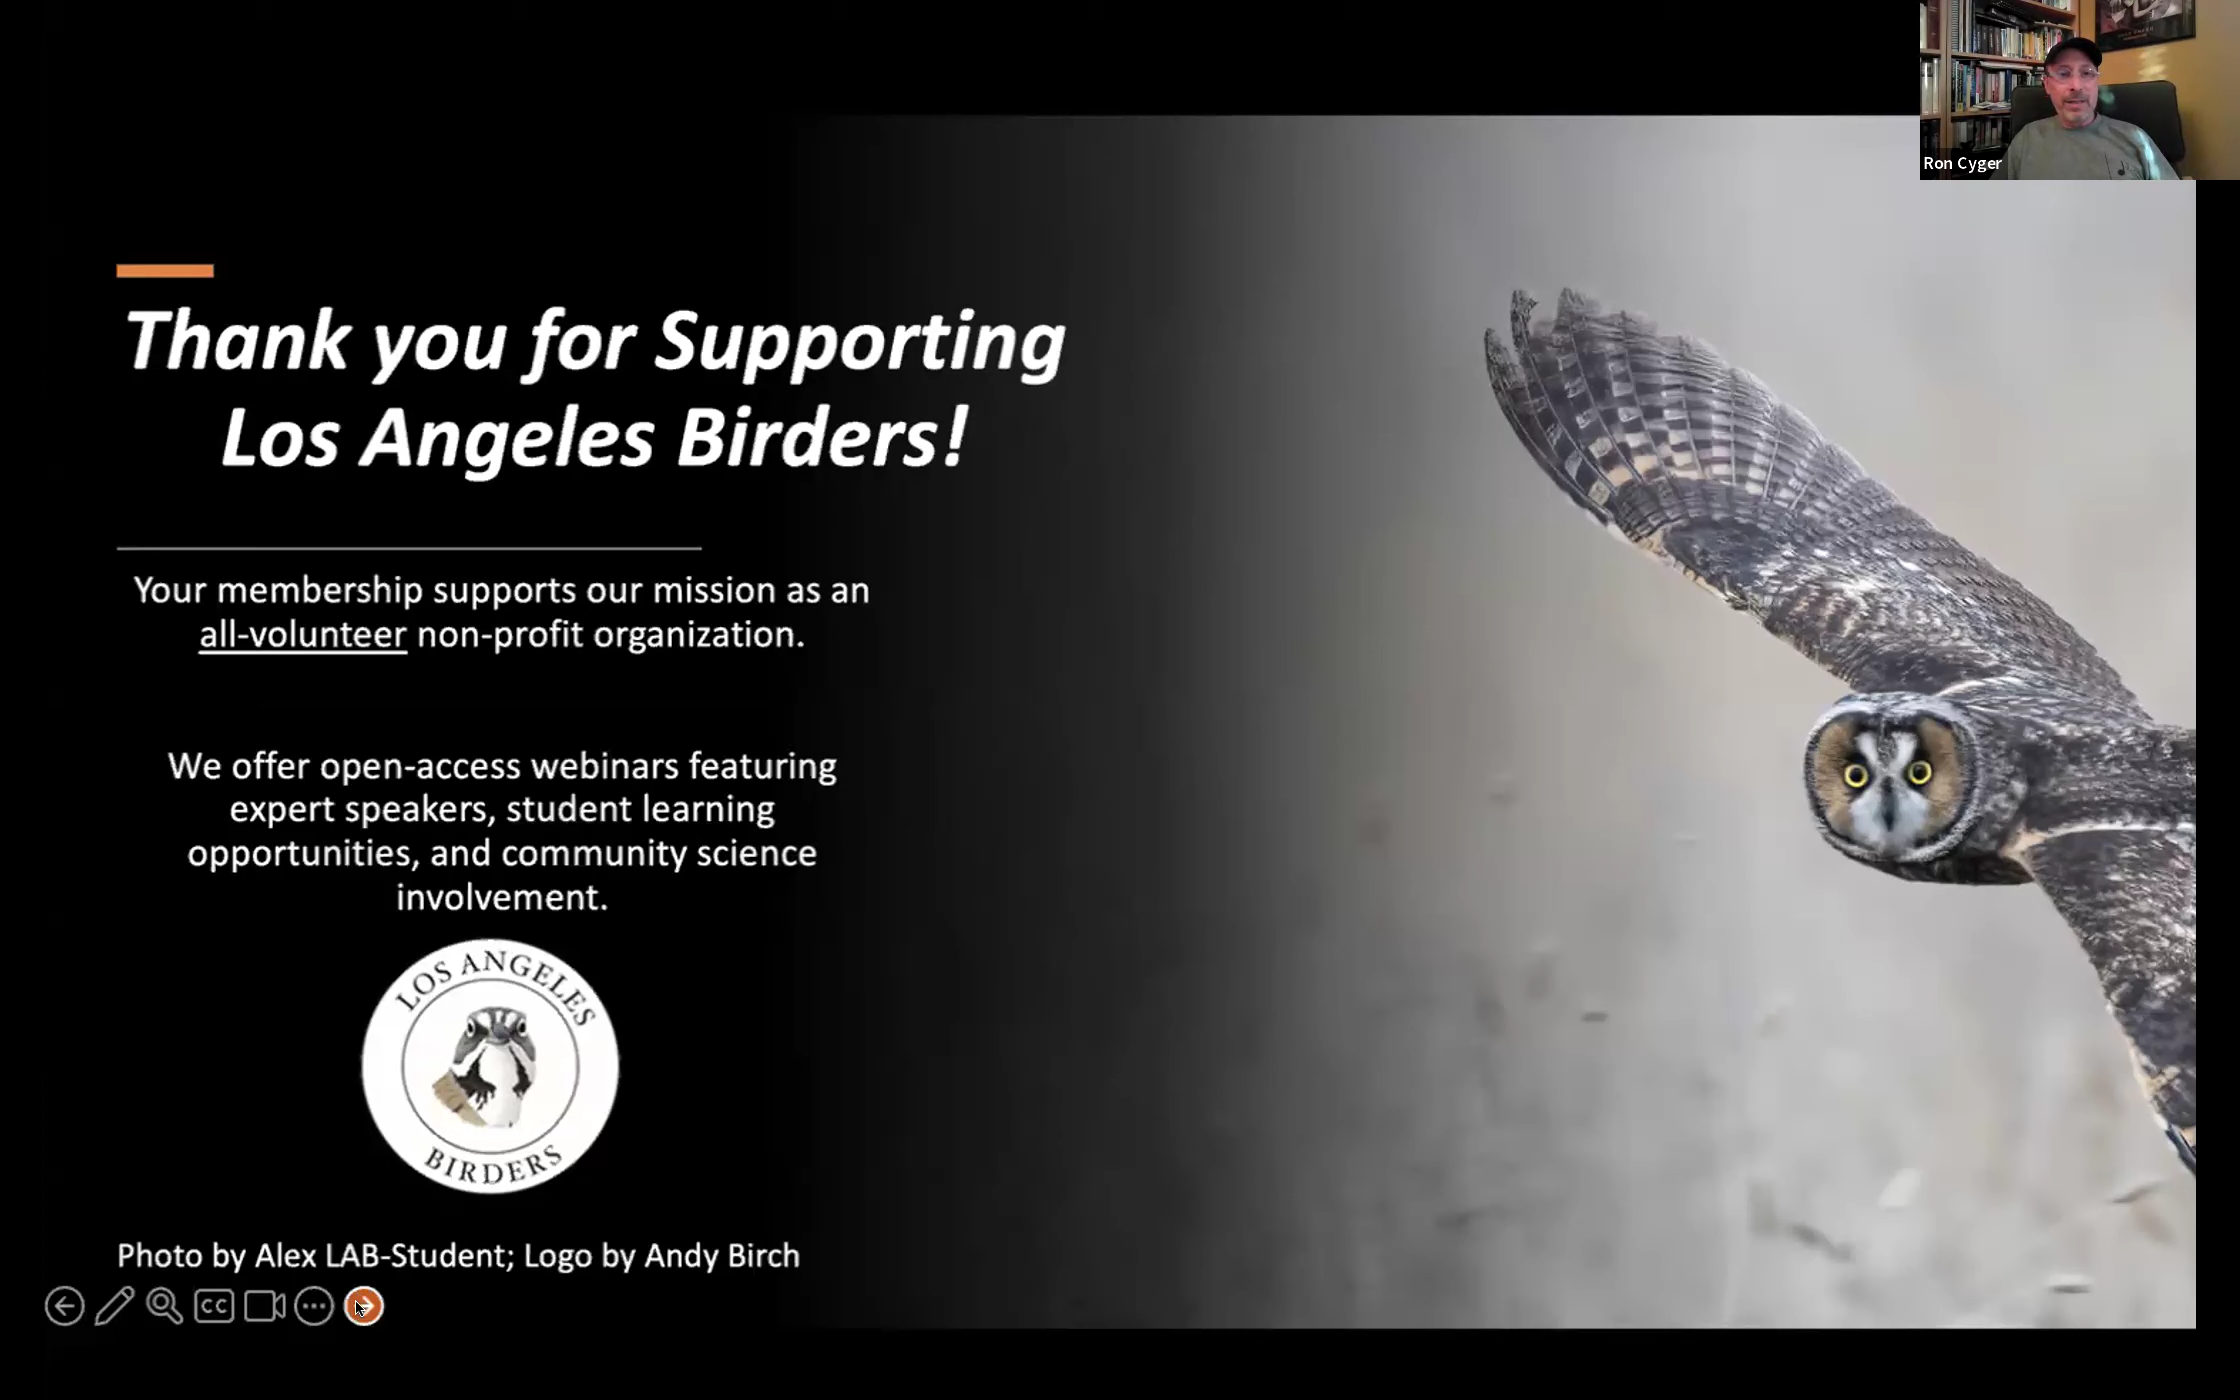 Ron Cyger
Thank you for Supporting
Los Angeles Birders!
Your membership supports our mission as an
all-volunteer non-profit organization.
We offer open-access webinars featuring
expert speakers, student learning
opportunities, and community science
involvement.
LOS ANGELES
BIRDERS
Photo by Alex LAB-Student; Logo by Andy Birch
CC